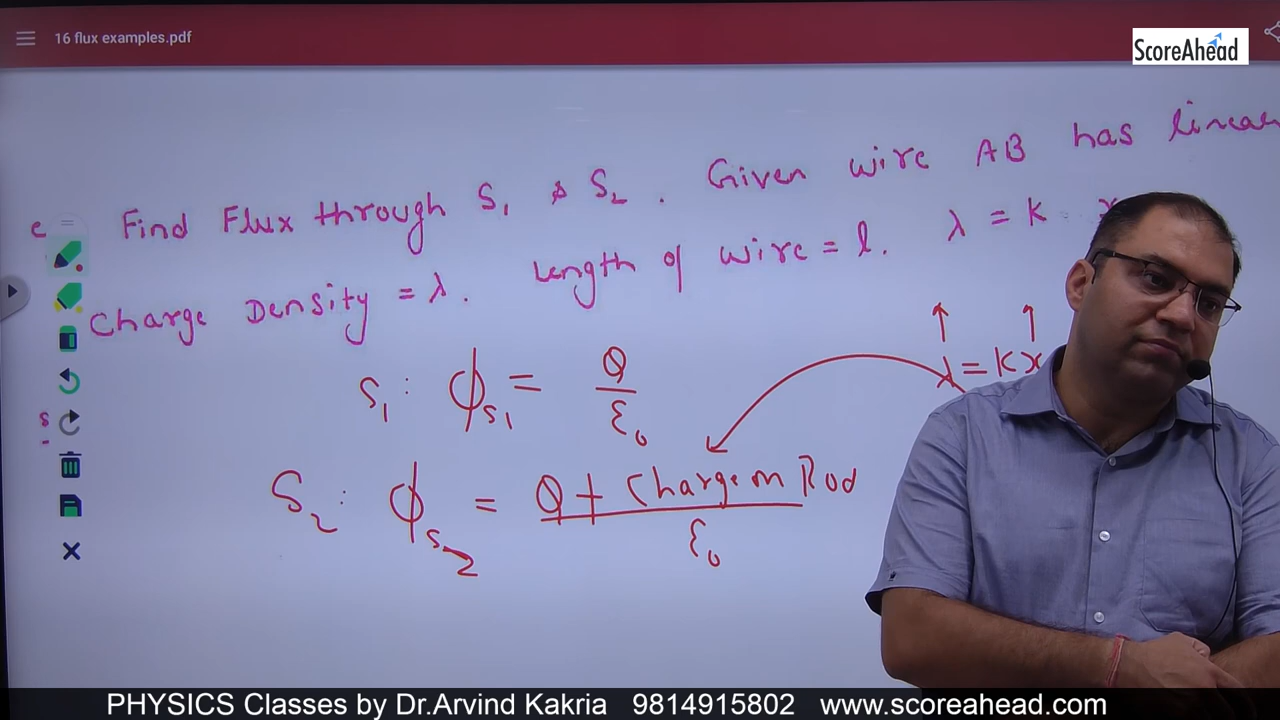 16 flux examples.pdf
ScoreAhead
Find Flux through S₁ & S₂. Given wire AB has linear
Charge Density = λ. Length of wire = l. λ = k
λ = kx
S₁: ϕS₁ = Q/ε₀
S₂: ϕS₂ = Q + Charge on Rod/ε₀
PHYSICS Classes by Dr.Arvind Kakria 9814915802 www.scoreahead.com